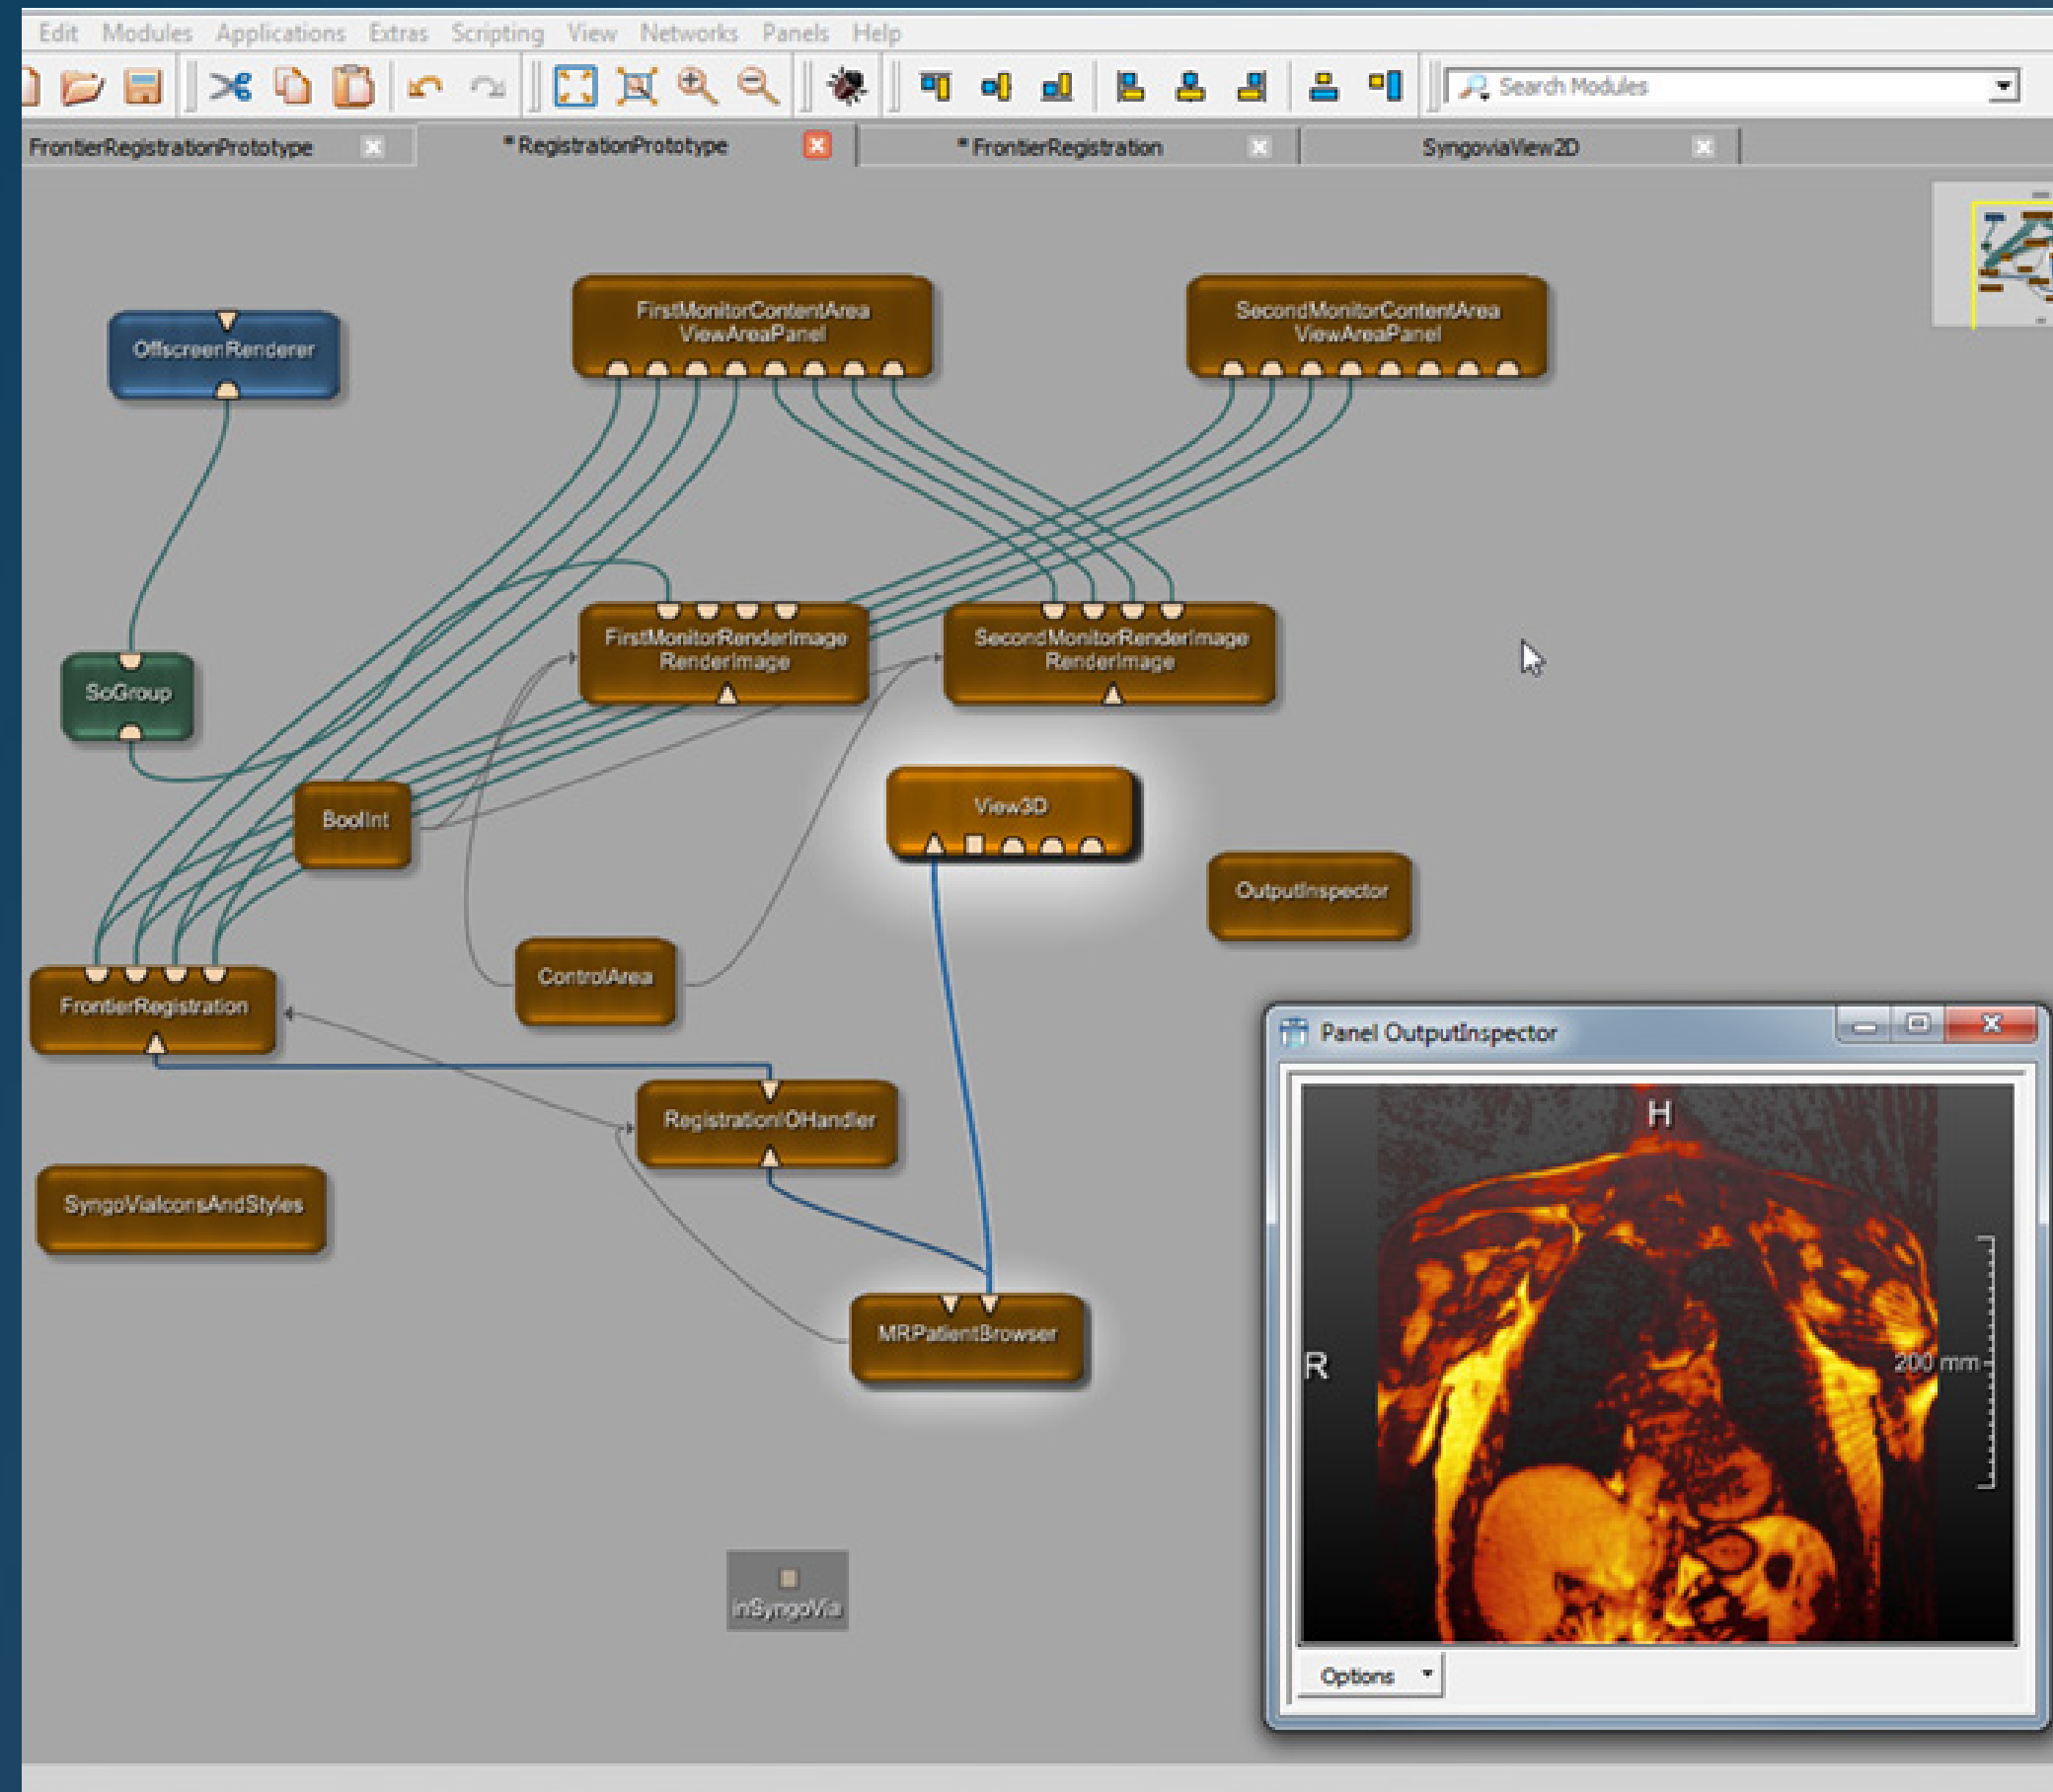 Edit Modules Applications Extras Scripting View Networks Panels Help
Search Modules
FrontierRegistrationPrototype
* RegistrationPrototype
* FrontierRegistration
SyngoviaView2D
OffscreenRenderer
FirstMonitorContentArea
ViewAreaPanel
SecondMonitorContentArea
ViewAreaPanel
FirstMonitorRenderImage
RenderImage
SecondMonitorRenderImage
RenderImage
SoGroup
BoolInt
View3D
OutputInspector
ControlArea
FrontierRegistration
RegistrationIOHandler
SyngoViaIconsAndStyles
MRPatientBrowser
inSyngoVia
Panel OutputInspector
H
R
200 mm
Options